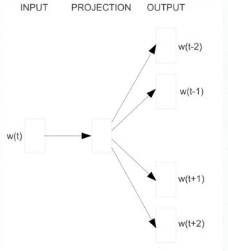 INPUT PROJECTION OUTPUT
w(t-2)
w(t-1)
w(t)
w(t+1)
w(t+2)